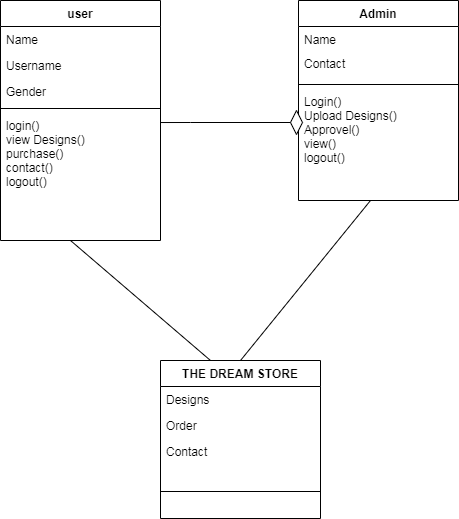 user
Name
Username
Gender
login()
view Designs()
purchase()
contact()
logout()
Admin
Name
Contact
Login()
Upload Designs()
Approvel()
view()
logout()
THE DREAM STORE
Designs
Order
Contact